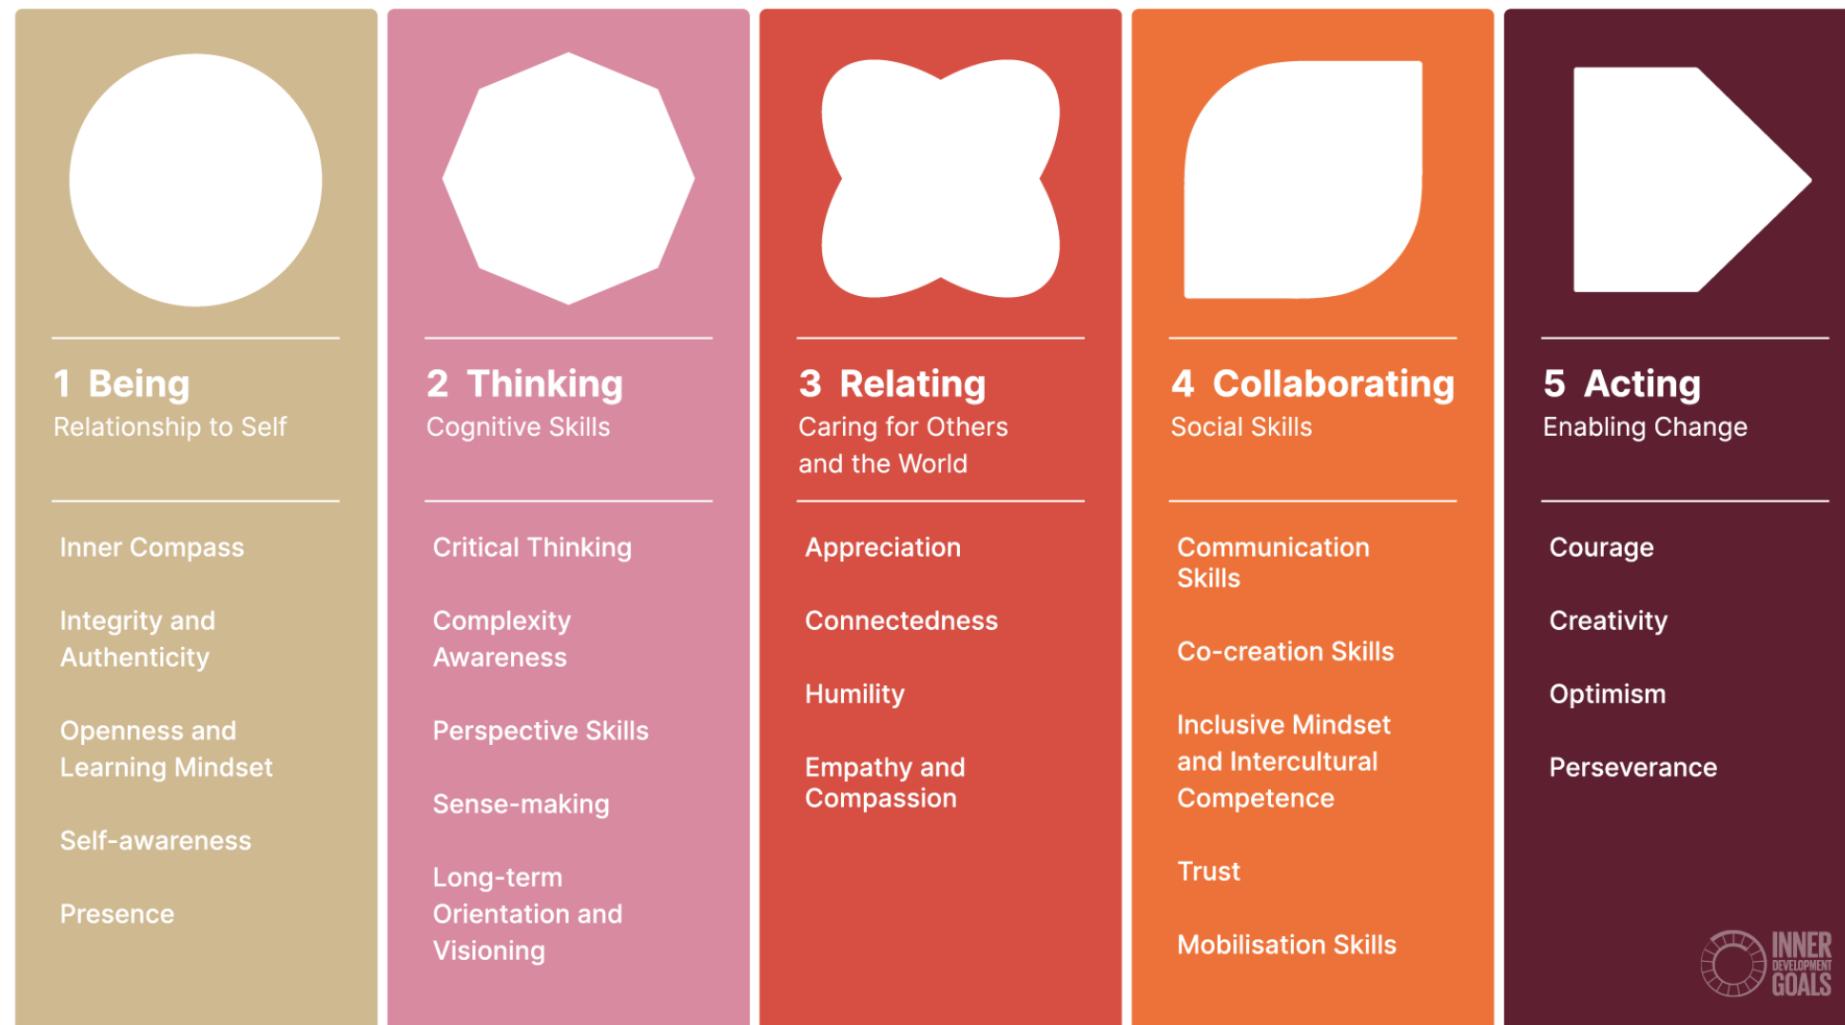 1 Being
Relationship to Self
Inner Compass
Integrity and
Authenticity
Openness and
Learning Mindset
Self-awareness
Presence
2 Thinking
Cognitive Skills
Critical Thinking
Complexity
Awareness
Perspective Skills
Sense-making
Long-term
Orientation and
Visioning
3 Relating
Caring for Others
and the World
Appreciation
Connectedness
Humility
Empathy and
Compassion
4 Collaborating
Social Skills
Communication
Skills
Co-creation Skills
Inclusive Mindset
and Intercultural
Competence
Trust
Mobilisation Skills
5 Acting
Enabling Change
Courage
Creativity
Optimism
Perseverance
INNER
DEVELOPMENT
GOALS